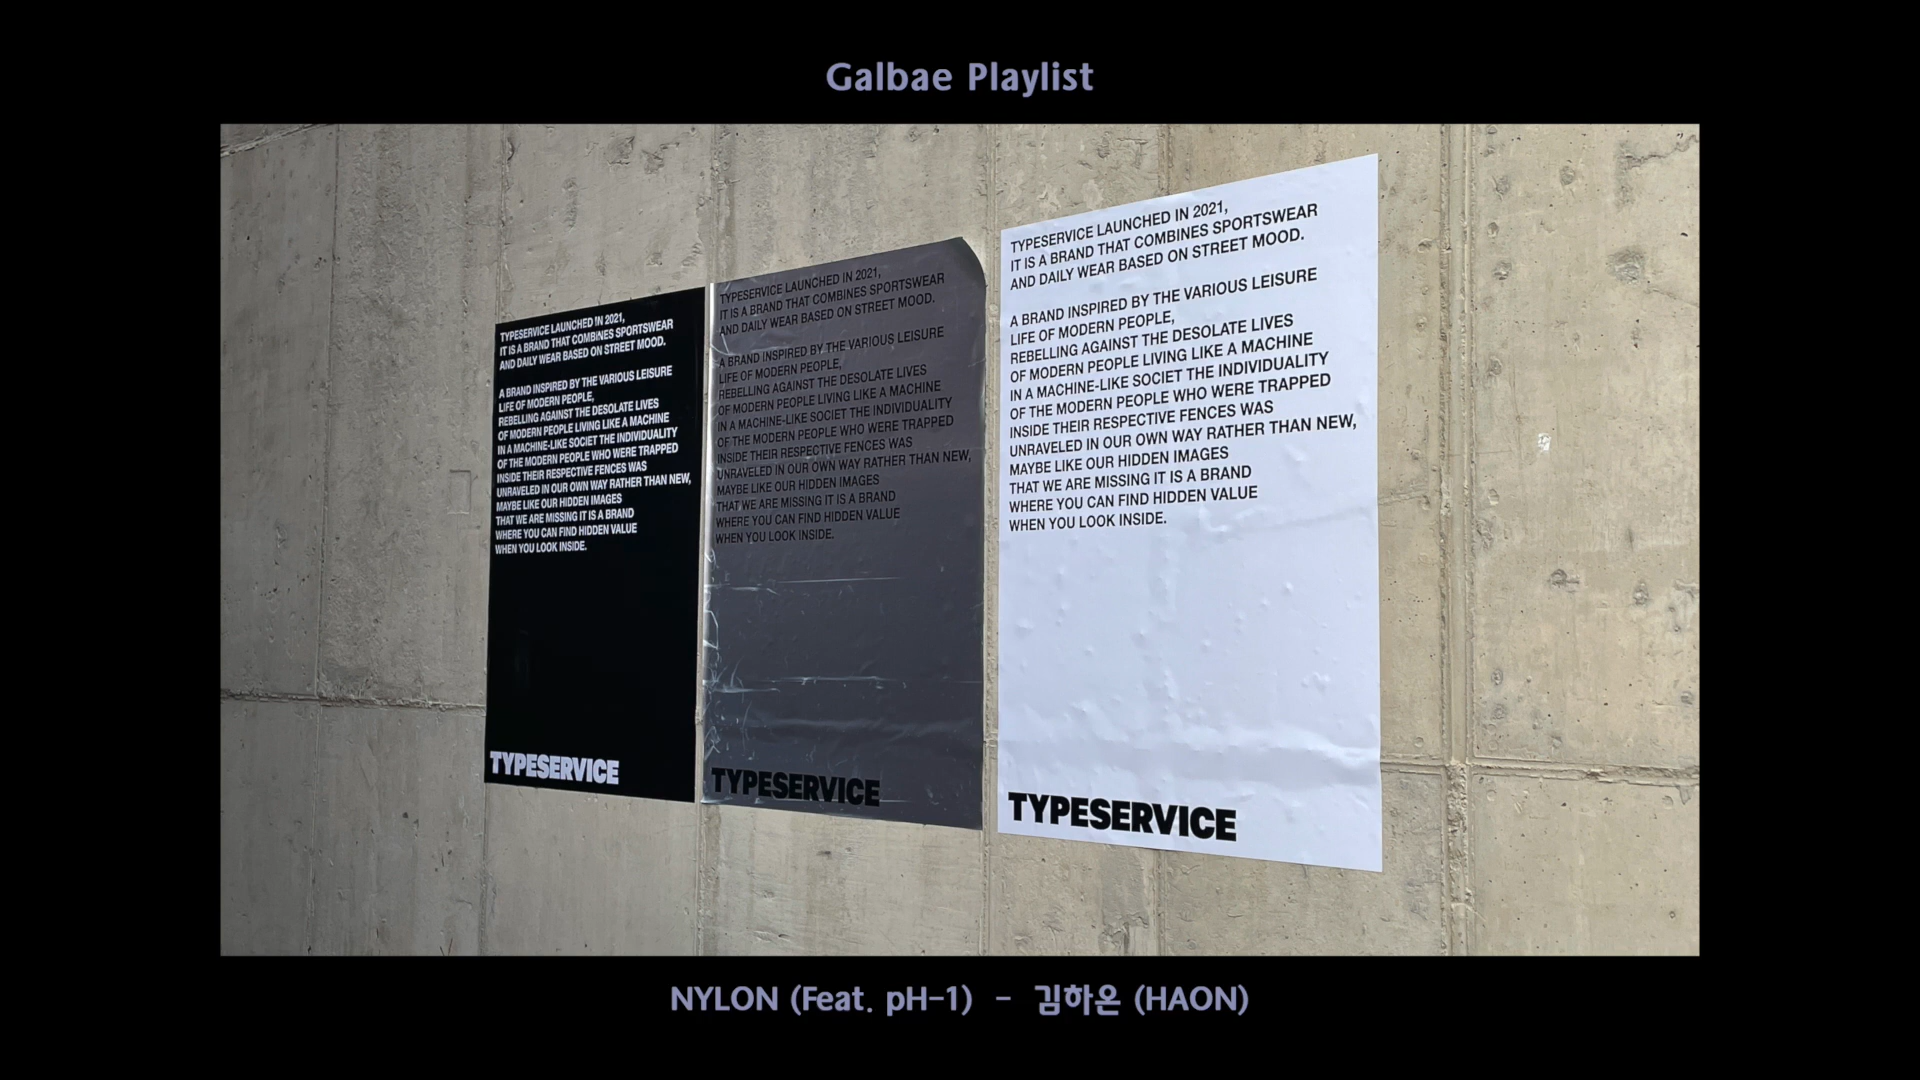 Galbae Playlist
TYPESERVICE LAUNCHED IN 2021,
IT IS A BRAND THAT COMBINES SPORTSWEAR
AND DAILY WEAR BASED ON STREET MOOD.
A BRAND INSPIRED BY THE VARIOUS LEISURE
LIFE OF MODERN PEOPLE,
REBELLING AGAINST THE DESOLATE LIVES
OF MODERN PEOPLE LIVING LIKE A MACHINE
IN A MACHINE-LIKE SOCIET THE INDIVIDUALITY
OF THE MODERN PEOPLE WHO WERE TRAPPED
INSIDE THEIR RESPECTIVE FENCES WAS
UNRAVELED IN OUR OWN WAY RATHER THAN NEW,
MAYBE LIKE OUR HIDDEN IMAGES
THAT WE ARE MISSING IT IS A BRAND
WHERE YOU CAN FIND HIDDEN VALUE
WHEN YOU LOOK INSIDE.
TYPESERVICE
TYPESERVICE LAUNCHED IN 2021,
IT IS A BRAND THAT COMBINES SPORTSWEAR
AND DAILY WEAR BASED ON STREET MOOD.
A BRAND INSPIRED BY THE VARIOUS LEISURE
LIFE OF MODERN PEOPLE,
REBELLING AGAINST THE DESOLATE LIVES
OF MODERN PEOPLE LIVING LIKE A MACHINE
IN A MACHINE-LIKE SOCIET THE INDIVIDUALITY
OF THE MODERN PEOPLE WHO WERE TRAPPED
INSIDE THEIR RESPECTIVE FENCES WAS
UNRAVELED IN OUR OWN WAY RATHER THAN NEW,
MAYBE LIKE OUR HIDDEN IMAGES
THAT WE ARE MISSING IT IS A BRAND
WHERE YOU CAN FIND HIDDEN VALUE
WHEN YOU LOOK INSIDE.
TYPESERVICE
TYPESERVICE LAUNCHED IN 2021,
IT IS A BRAND THAT COMBINES SPORTSWEAR
AND DAILY WEAR BASED ON STREET MOOD.
A BRAND INSPIRED BY THE VARIOUS LEISURE
LIFE OF MODERN PEOPLE,
REBELLING AGAINST THE DESOLATE LIVES
OF MODERN PEOPLE LIVING LIKE A MACHINE
IN A MACHINE-LIKE SOCIET THE INDIVIDUALITY
OF THE MODERN PEOPLE WHO WERE TRAPPED
INSIDE THEIR RESPECTIVE FENCES WAS
UNRAVELED IN OUR OWN WAY RATHER THAN NEW,
MAYBE LIKE OUR HIDDEN IMAGES
THAT WE ARE MISSING IT IS A BRAND
WHERE YOU CAN FIND HIDDEN VALUE
WHEN YOU LOOK INSIDE.
TYPESERVICE
NYLON (Feat. pH-1) - 김하온 (HAON)